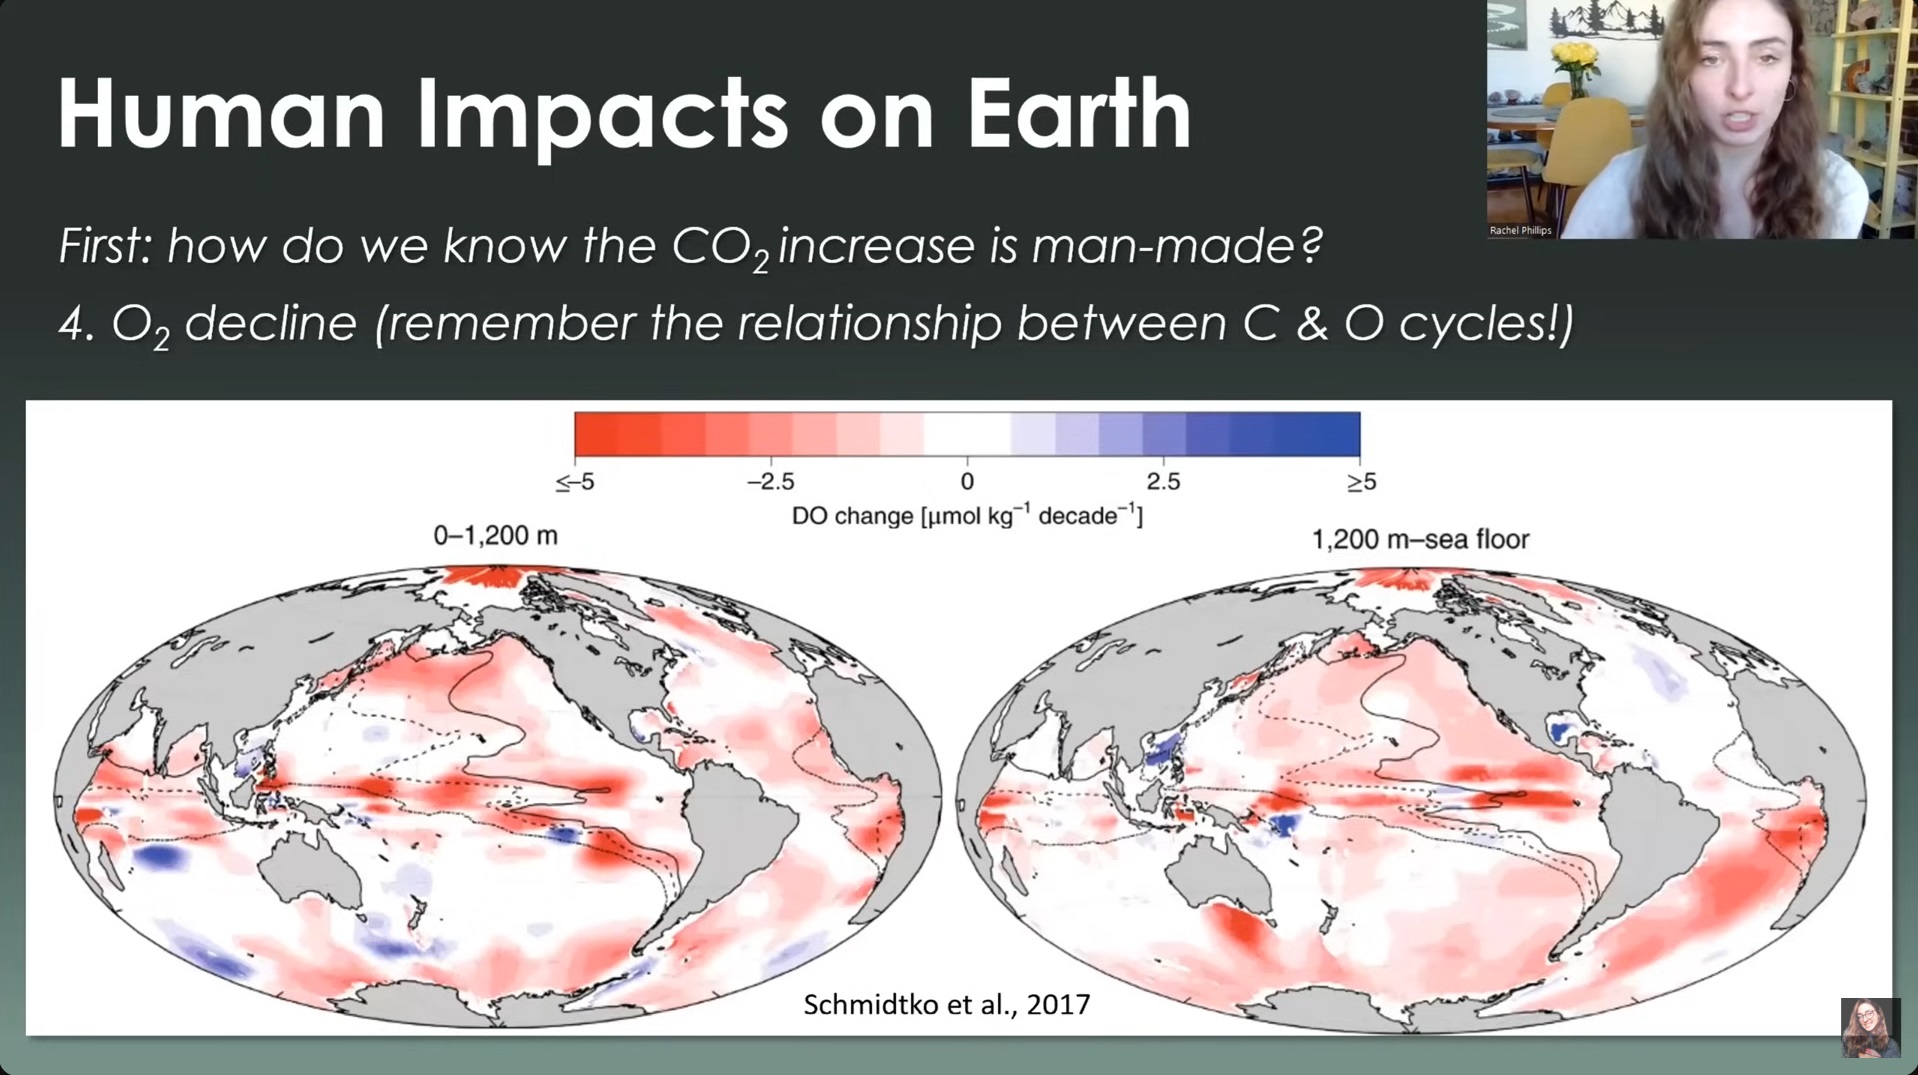 Human Impacts on Earth
First: how do we know the CO₂ increase is man-made?
4. O₂ decline (remember the relationship between C & O cycles!)
Rachel Phillips
≤−5 −2.5 0 2.5 ≥5
DO change [µmol kg⁻¹ decade⁻¹]
0–1,200 m
1,200 m–sea floor
Schmidtko et al., 2017